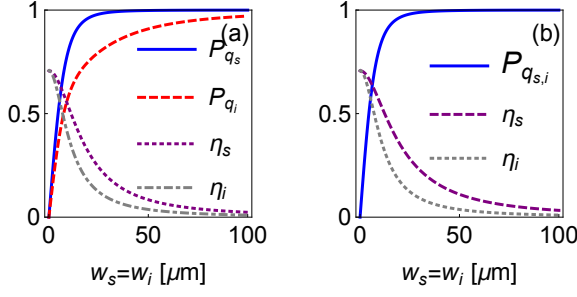 1
(a)
P_{q_s}
0.5
P_{q_i}
η_s
η_i
0
0
50
100
w_s=w_i [μm]
1
(b)
P_{q_{s,i}}
0.5
η_s
η_i
0
0
50
100
w_s=w_i [μm]